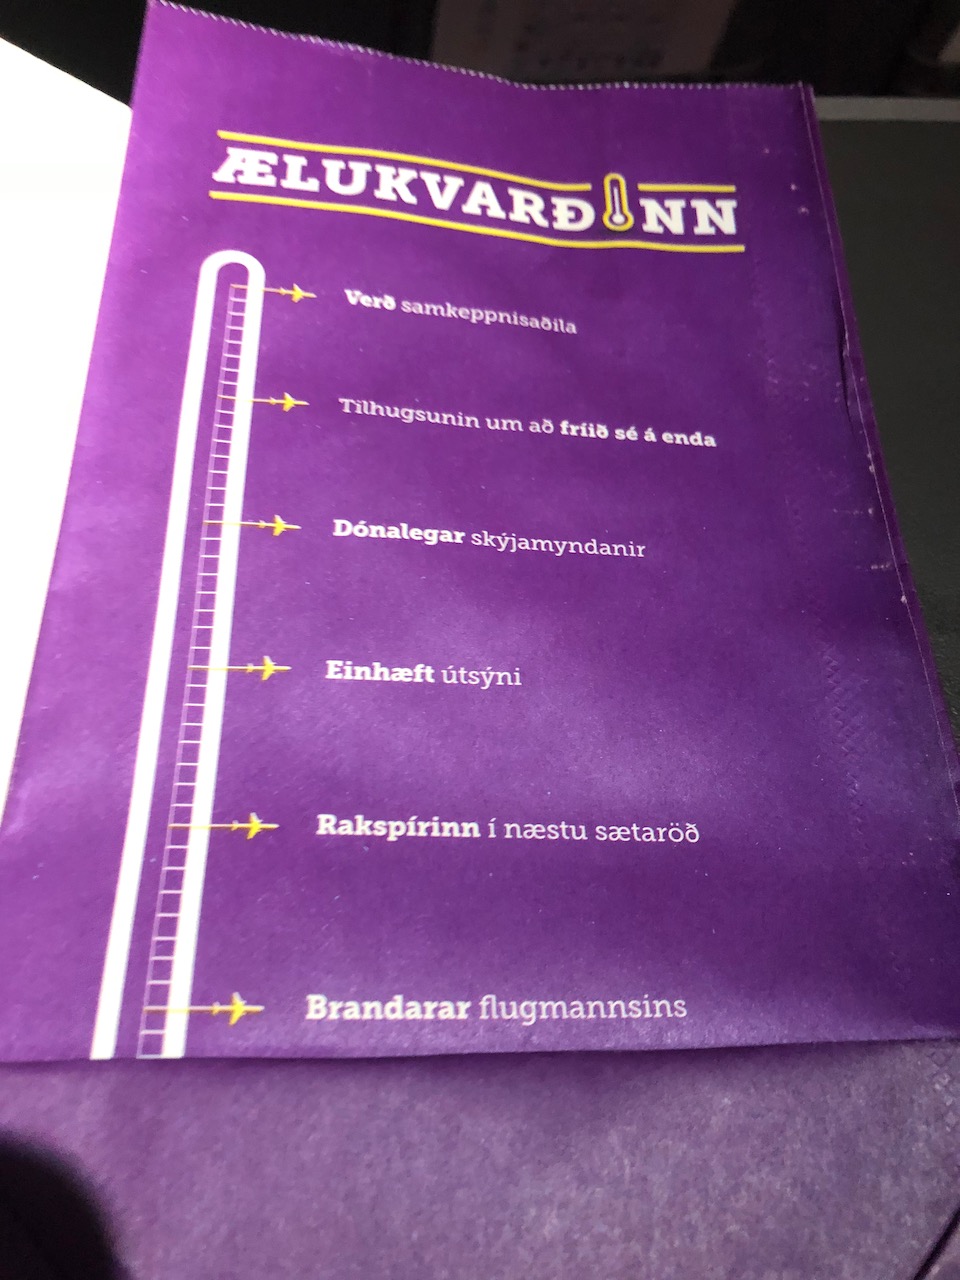 ÆLUKVARÐINN
Verð samkeppnisaðila
Tilhugsunin um að fríið sé á enda
Dónalegar skýjamyndanir
Einhæft útsýni
Rakspírinn í næstu sætaröð
Brandarar flugmannsins